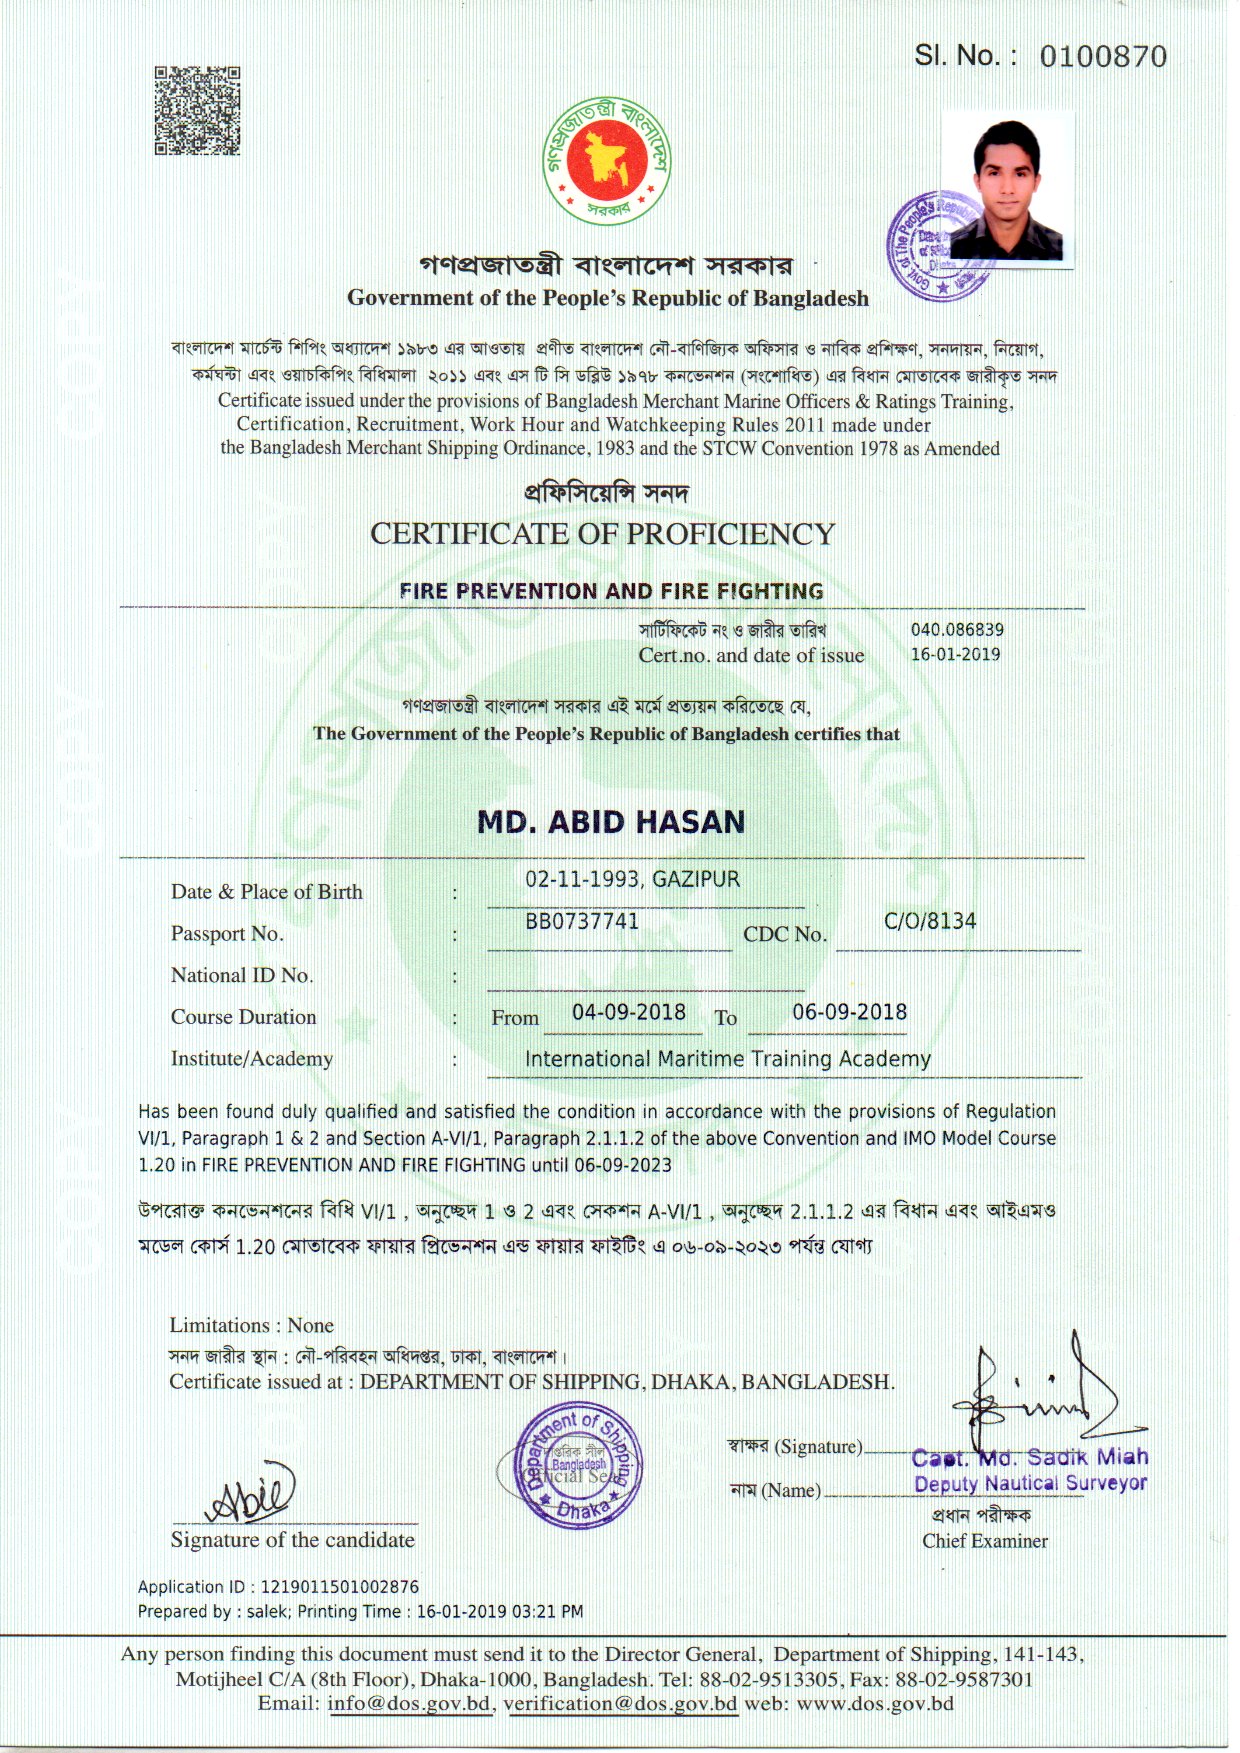 Sl. No. : 0100870
গণপ্রজাতন্ত্রী বাংলাদেশ
সরকার
Govt. of The People's Republic
গণপ্রজাতন্ত্রী বাংলাদেশ সরকার
Government of the People's Republic of Bangladesh
বাংলাদেশ মার্চেন্ট শিপিং অধ্যাদেশ ১৯৮৩ এর আওতায় প্রণীত বাংলাদেশ নৌ-বাণিজ্যিক অফিসার ও নাবিক প্রশিক্ষণ, সনদায়ন, নিয়োগ,
কর্মঘন্টা এবং ওয়াচকিপিং বিধিমালা ২০১১ এবং এস টি সি ডব্লিউ ১৯৭৮ কনভেনশন (সংশোধিত) এর বিধান মোতাবেক জারীকৃত সনদ
Certificate issued under the provisions of Bangladesh Merchant Marine Officers & Ratings Training,
Certification, Recruitment, Work Hour and Watchkeeping Rules 2011 made under
the Bangladesh Merchant Shipping Ordinance, 1983 and the STCW Convention 1978 as Amended
প্রফিসিয়েন্সি সনদ
CERTIFICATE OF PROFICIENCY
FIRE PREVENTION AND FIRE FIGHTING
সার্টিফিকেট নং ও জারীর তারিখ 040.086839
Cert.no. and date of issue 16-01-2019
গণপ্রজাতন্ত্রী বাংলাদেশ সরকার এই মর্মে প্রত্যয়ন করিতেছে যে,
The Government of the People's Republic of Bangladesh certifies that
MD. ABID HASAN
Date & Place of Birth : 02-11-1993, GAZIPUR
Passport No. : BB0737741 CDC No. C/O/8134
National ID No. :
Course Duration : From 04-09-2018 To 06-09-2018
Institute/Academy : International Maritime Training Academy
Has been found duly qualified and satisfied the condition in accordance with the provisions of Regulation
VI/1, Paragraph 1 & 2 and Section A-VI/1, Paragraph 2.1.1.2 of the above Convention and IMO Model Course
1.20 in FIRE PREVENTION AND FIRE FIGHTING until 06-09-2023
উপরোক্ত কনভেনশনের বিধি VI/1 , অনুচ্ছেদ 1 ও 2 এবং সেকশন A-VI/1 , অনুচ্ছেদ 2.1.1.2 এর বিধান এবং আইএমও
মডেল কোর্স 1.20 মোতাবেক ফায়ার প্রিভেনশন এন্ড ফায়ার ফাইটিং এ ০৬-০৯-২০২৩ পর্যন্ত যোগ্য
Limitations : None
সনদ জারীর স্থান : নৌ-পরিবহন অধিদপ্তর, ঢাকা, বাংলাদেশ।
Certificate issued at : DEPARTMENT OF SHIPPING, DHAKA, BANGLADESH.
Department of Shipping
Bangladesh
Official Seal
Dhaka
স্বাক্ষর (Signature)
Capt. Md. Sadik Miah
নাম (Name) Deputy Nautical Surveyor
প্রধান পরীক্ষক
Chief Examiner
Abid
Signature of the candidate
Application ID : 1219011501002876
Prepared by : salek; Printing Time : 16-01-2019 03:21 PM
Any person finding this document must send it to the Director General, Department of Shipping, 141-143,
Motijheel C/A (8th Floor), Dhaka-1000, Bangladesh. Tel: 88-02-9513305, Fax: 88-02-9587301
Email: info@dos.gov.bd, verification@dos.gov.bd web: www.dos.gov.bd